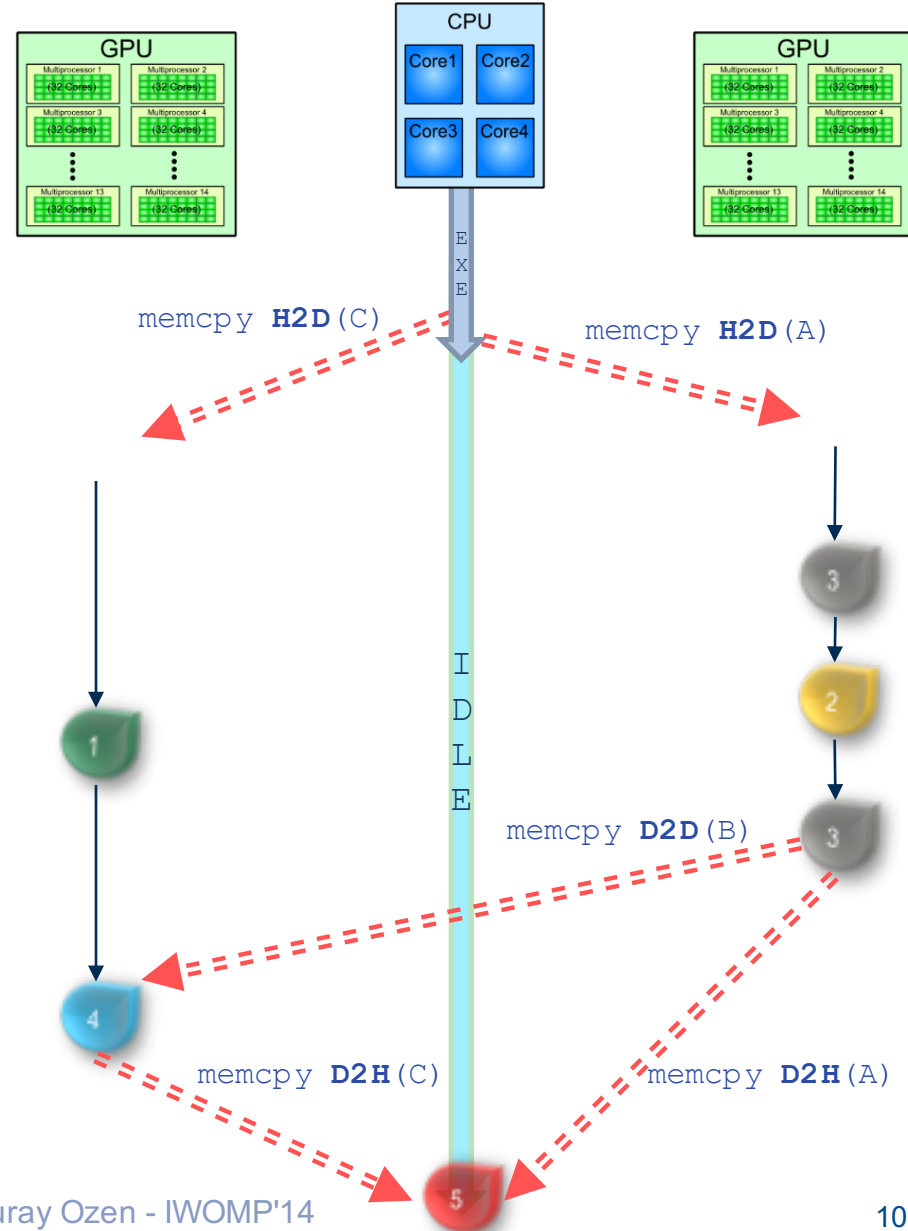 CPU
GPU
GPU
Core1 Core2
Core3 Core4
Multiprocessor 1 Multiprocessor 2
(32 Cores) (32 Cores)
Multiprocessor 3 Multiprocessor 4
(32 Cores) (32 Cores)
Multiprocessor 13 Multiprocessor 14
(32 Cores) (32 Cores)
Multiprocessor 1 Multiprocessor 2
(32 Cores) (32 Cores)
Multiprocessor 3 Multiprocessor 4
(32 Cores) (32 Cores)
Multiprocessor 13 Multiprocessor 14
(32 Cores) (32 Cores)
EXE
memcpy H2D(C)
memcpy H2D(A)
3
IDLE
2
1
memcpy D2D(B)
3
4
memcpy D2H(C)
memcpy D2H(A)
5
uray Ozen - IWOMP'14
10